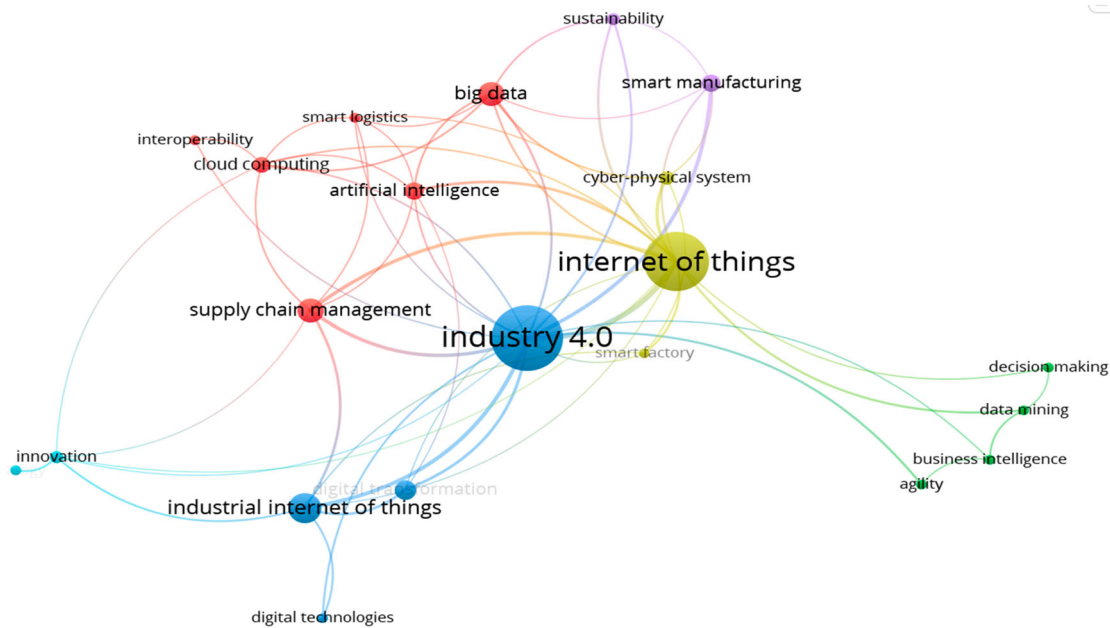 sustainability
smart manufacturing
big data
smart logistics
interoperability
cloud computing
cyber-physical system
artificial intelligence
internet of things
supply chain management
industry 4.0
smart factory
decision making
data mining
innovation
business intelligence
agility
digital transformation
industrial internet of things
digital technologies